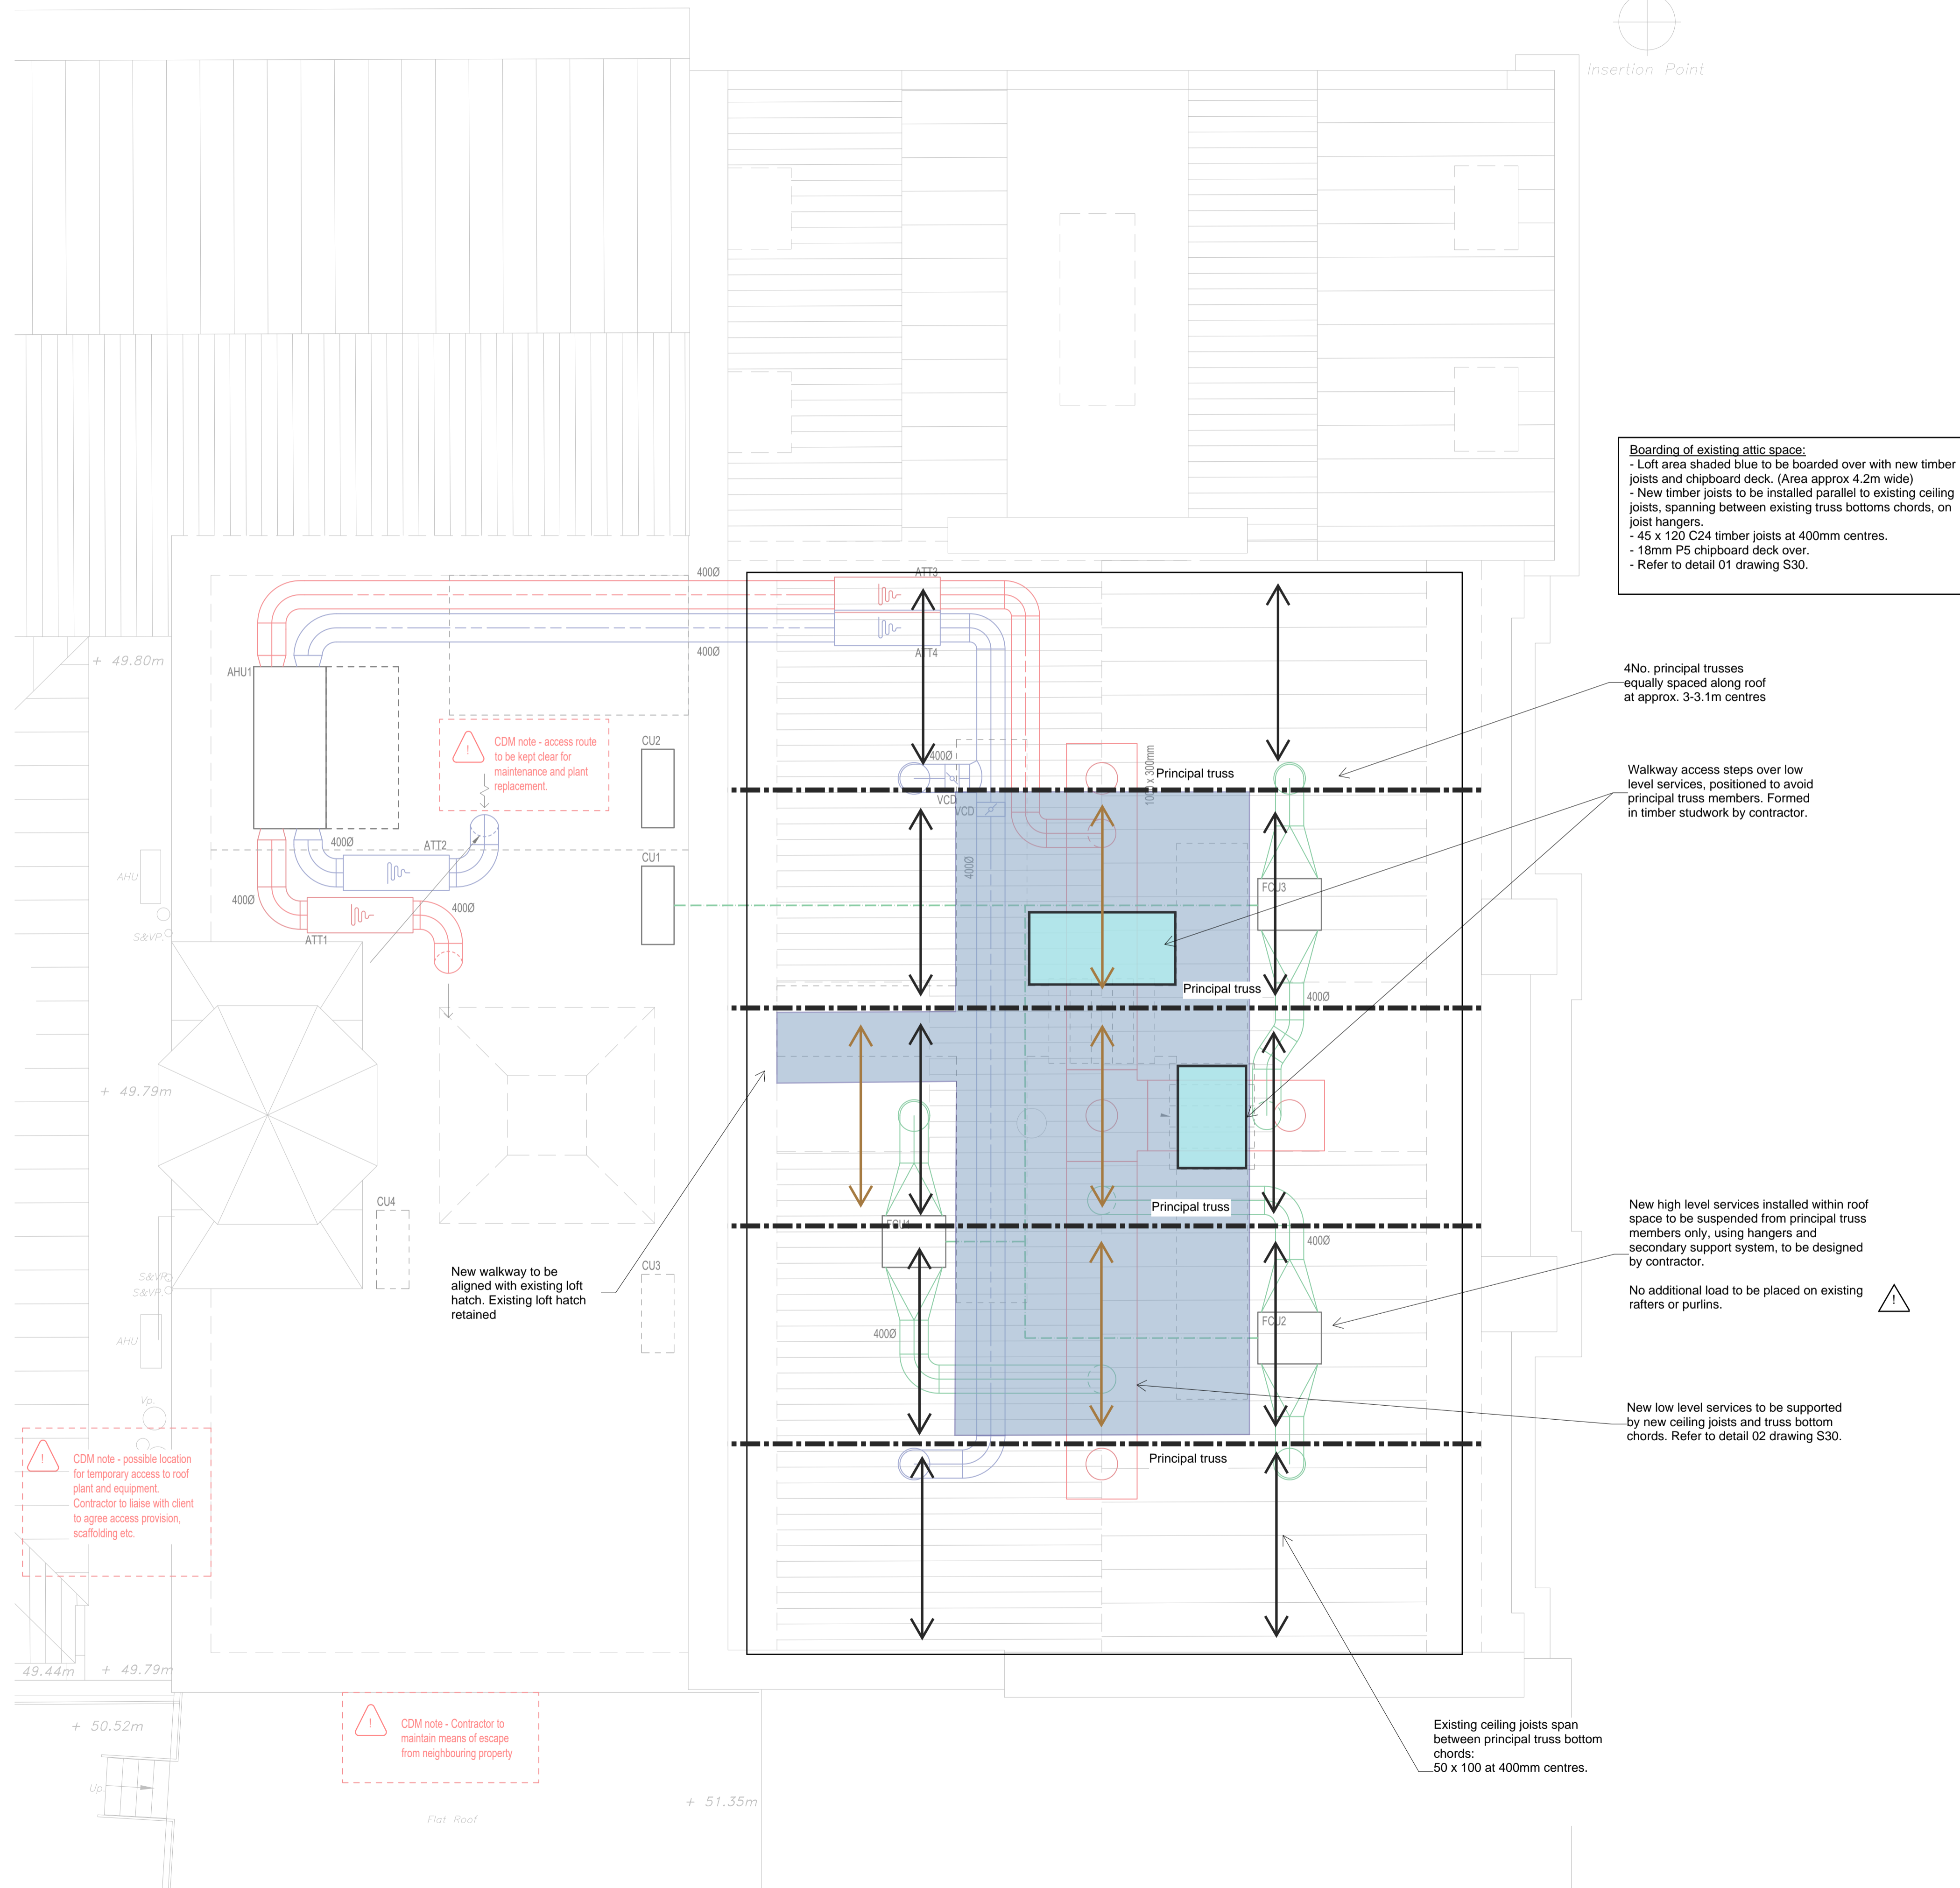 Insertion Point
Boarding of existing attic space:
- Loft area shaded blue to be boarded over with new timber
joists and chipboard deck. (Area approx 4.2m wide)
- New timber joists to be installed parallel to existing ceiling
joists, spanning between existing truss bottoms chords, on
joist hangers.
- 45 x 120 C24 timber joists at 400mm centres.
- 18mm P5 chipboard deck over.
- Refer to detail 01 drawing S30.
400Ø
ATT3
ATT4
400Ø
+ 49.80m
AHU1
4No. principal trusses
equally spaced along roof
at approx. 3-3.1m centres
CDM note - access route
to be kept clear for
maintenance and plant
replacement.
CU2
400Ø
Principal truss
VCD
VCD
Walkway access steps over low
level services, positioned to avoid
principal truss members. Formed
in timber studwork by contractor.
400Ø
ATT2
CU1
400Ø
AHU
FCU3
400Ø
400Ø
S&VP.
ATT1
Principal truss
400Ø
+ 49.79m
CU4
Principal truss
New high level services installed within roof
space to be suspended from principal truss
members only, using hangers and
secondary support system, to be designed
by contractor.
No additional load to be placed on existing
rafters or purlins.
FCU1
400Ø
S&VP.
S&VP.
CU3
New walkway to be
aligned with existing loft
hatch. Existing loft hatch
retained
AHU
400Ø
FCU2
Vp.
New low level services to be supported
by new ceiling joists and truss bottom
chords. Refer to detail 02 drawing S30.
Principal truss
CDM note - possible location
for temporary access to roof
plant and equipment.
Contractor to liaise with client
to agree access provision,
scaffolding etc.
49.44m
+ 49.79m
+ 50.52m
CDM note - Contractor to
maintain means of escape
from neighbouring property
Existing ceiling joists span
between principal truss bottom
chords:
50 x 100 at 400mm centres.
Up.
+ 51.35m
Flat Roof